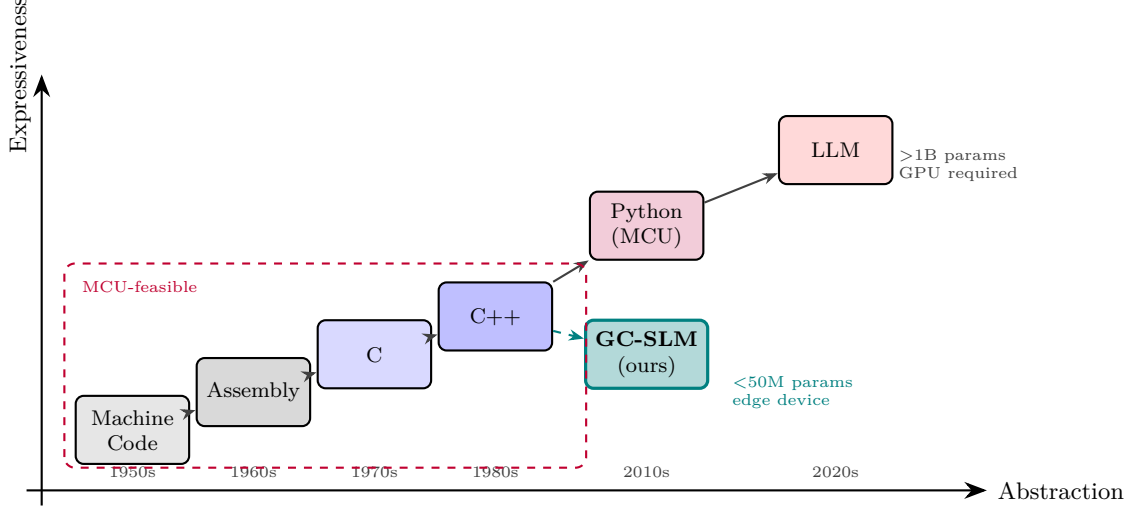 Expressiveness
LLM
>1B params
GPU required
Python
(MCU)
MCU-feasible
C++
GC-SLM
(ours)
C
<50M params
edge device
Assembly
Machine
Code
1950s
1960s
1970s
1980s
2010s
2020s
Abstraction